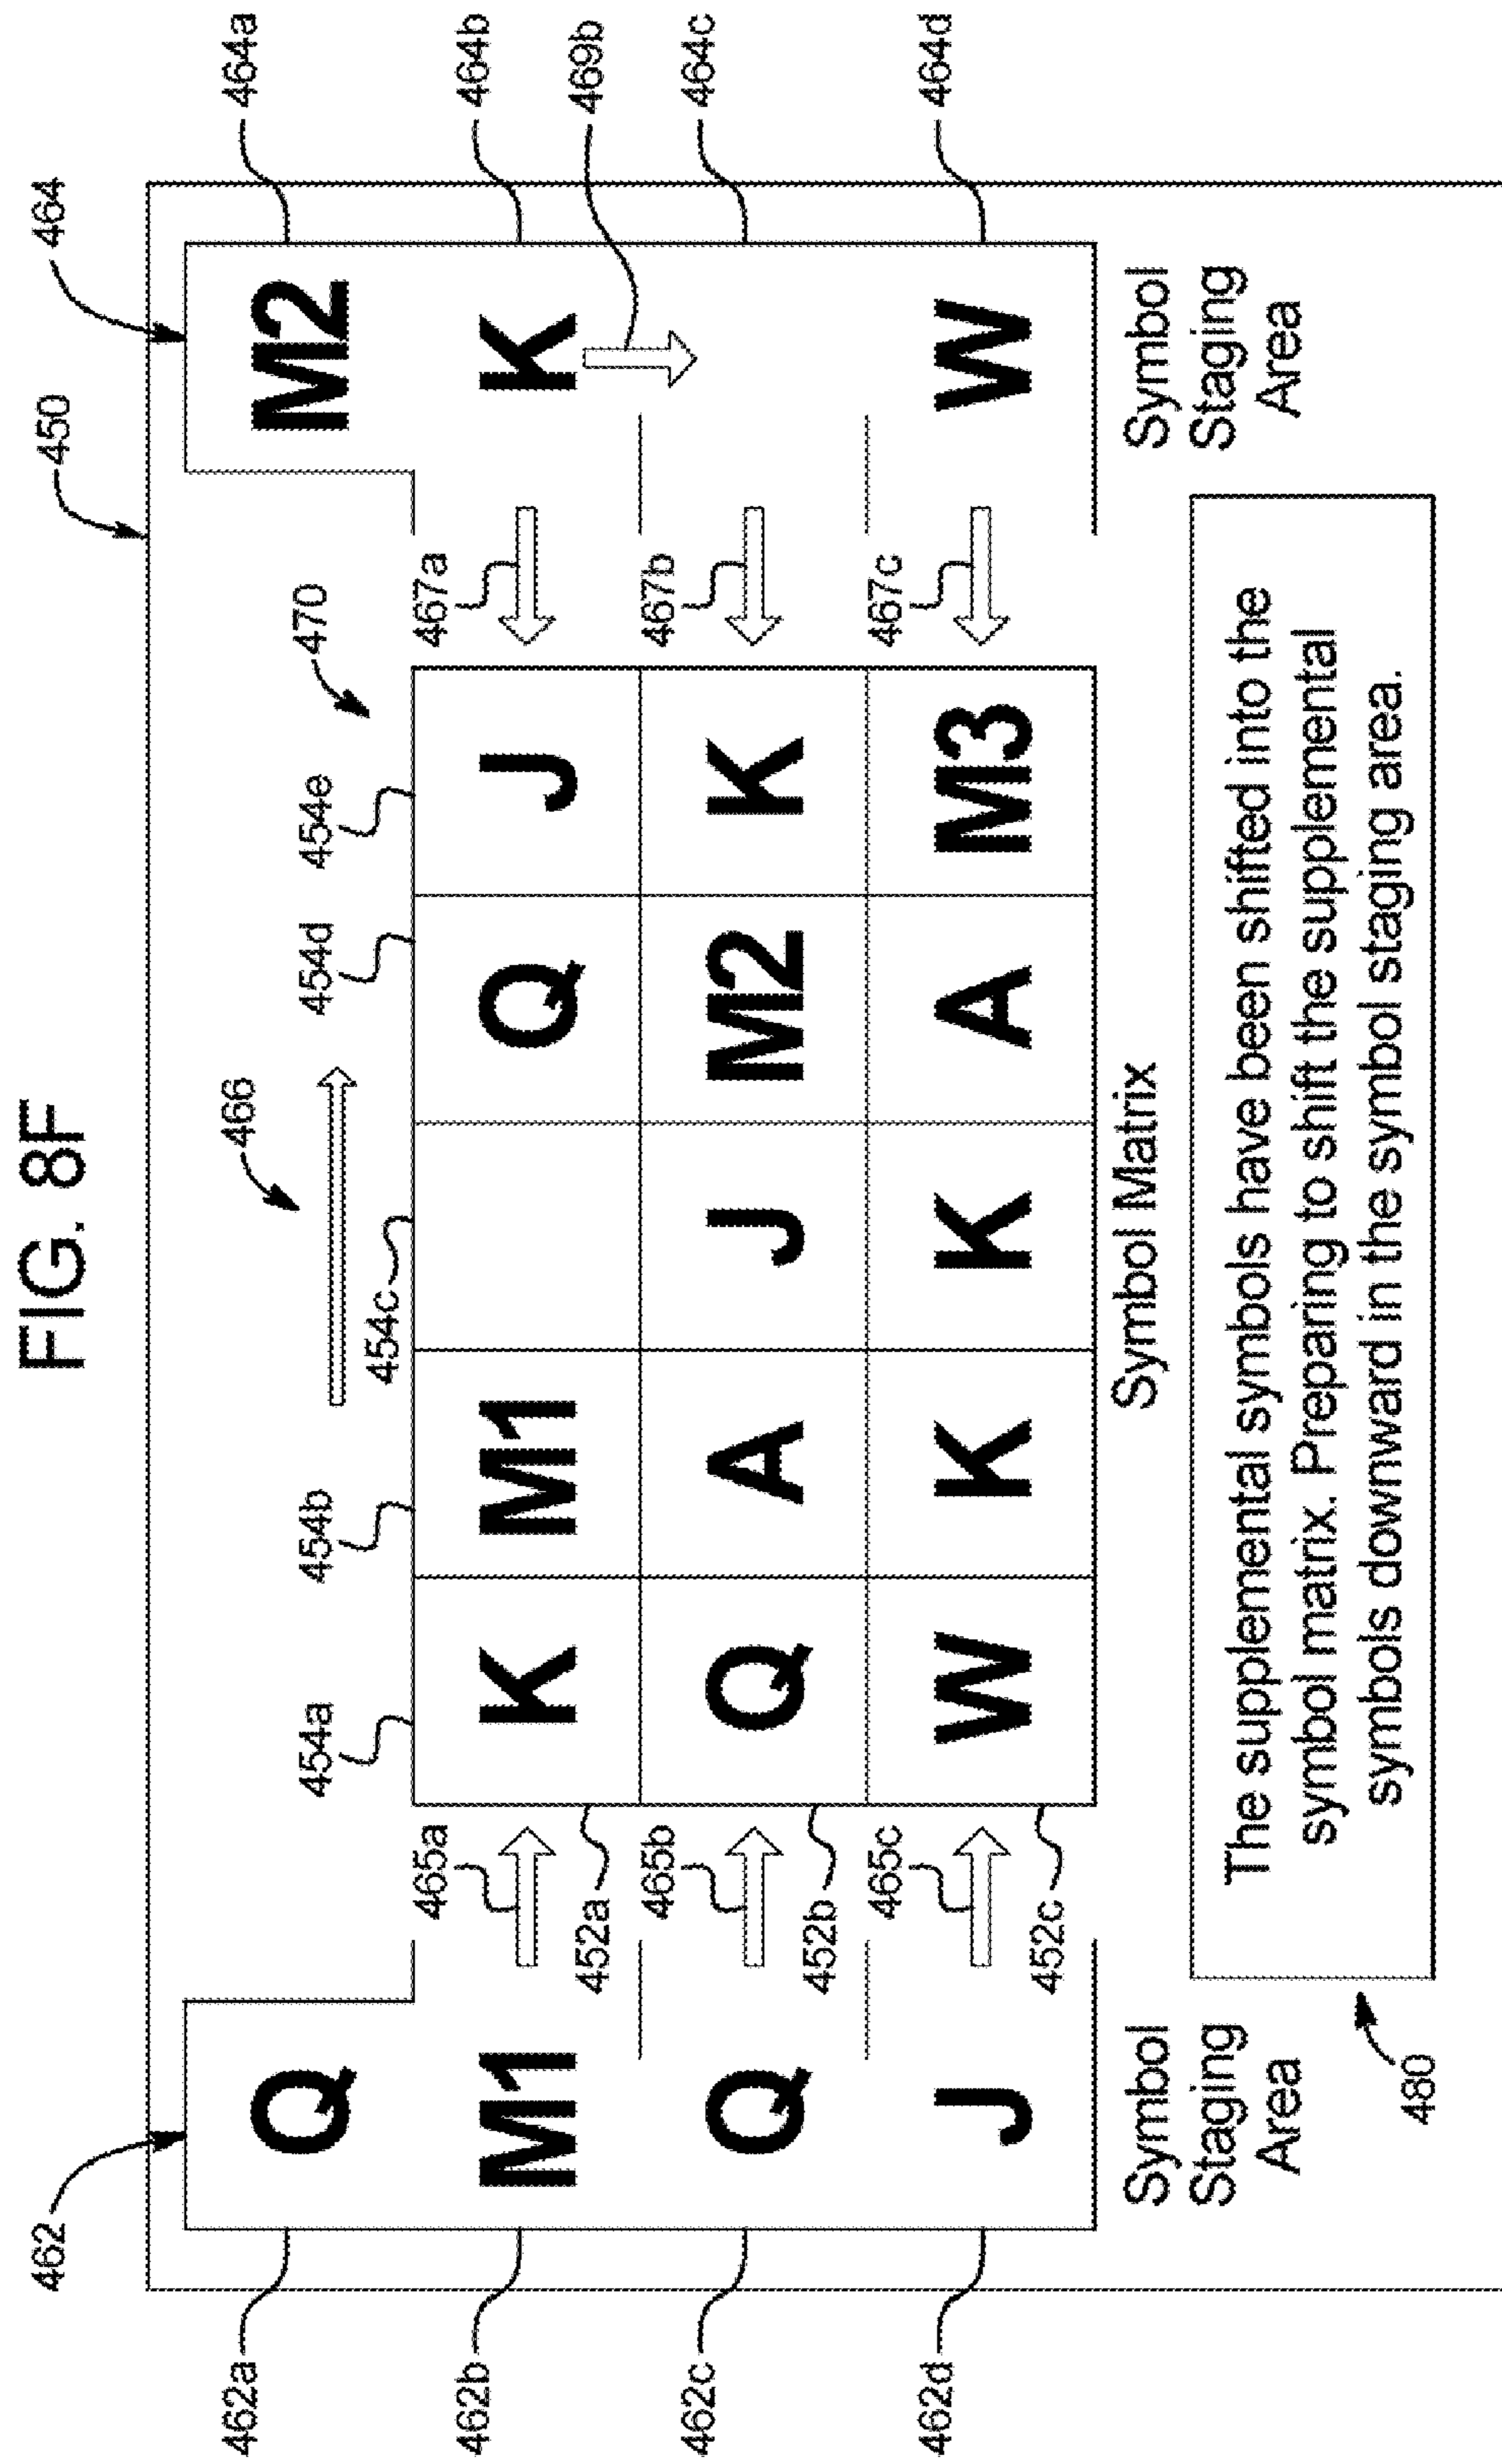 FIG. 8F
462
466
450
464
462a
Q
M2
464a
454a
454b
454c
454d
454e
470
462b
M1
465a
K
M1
Q
J
467a
K
464b
452a
469b
462c
Q
465b
Q
A
J
M2
K
467b
464c
452b
462d
J
465c
W
K
K
A
M3
467c
W
464d
452c
Symbol
Staging
Area
Symbol Matrix
Symbol
Staging
Area
The supplemental symbols have been shifted into the
symbol matrix. Preparing to shift the supplemental
symbols downward in the symbol staging area.
480